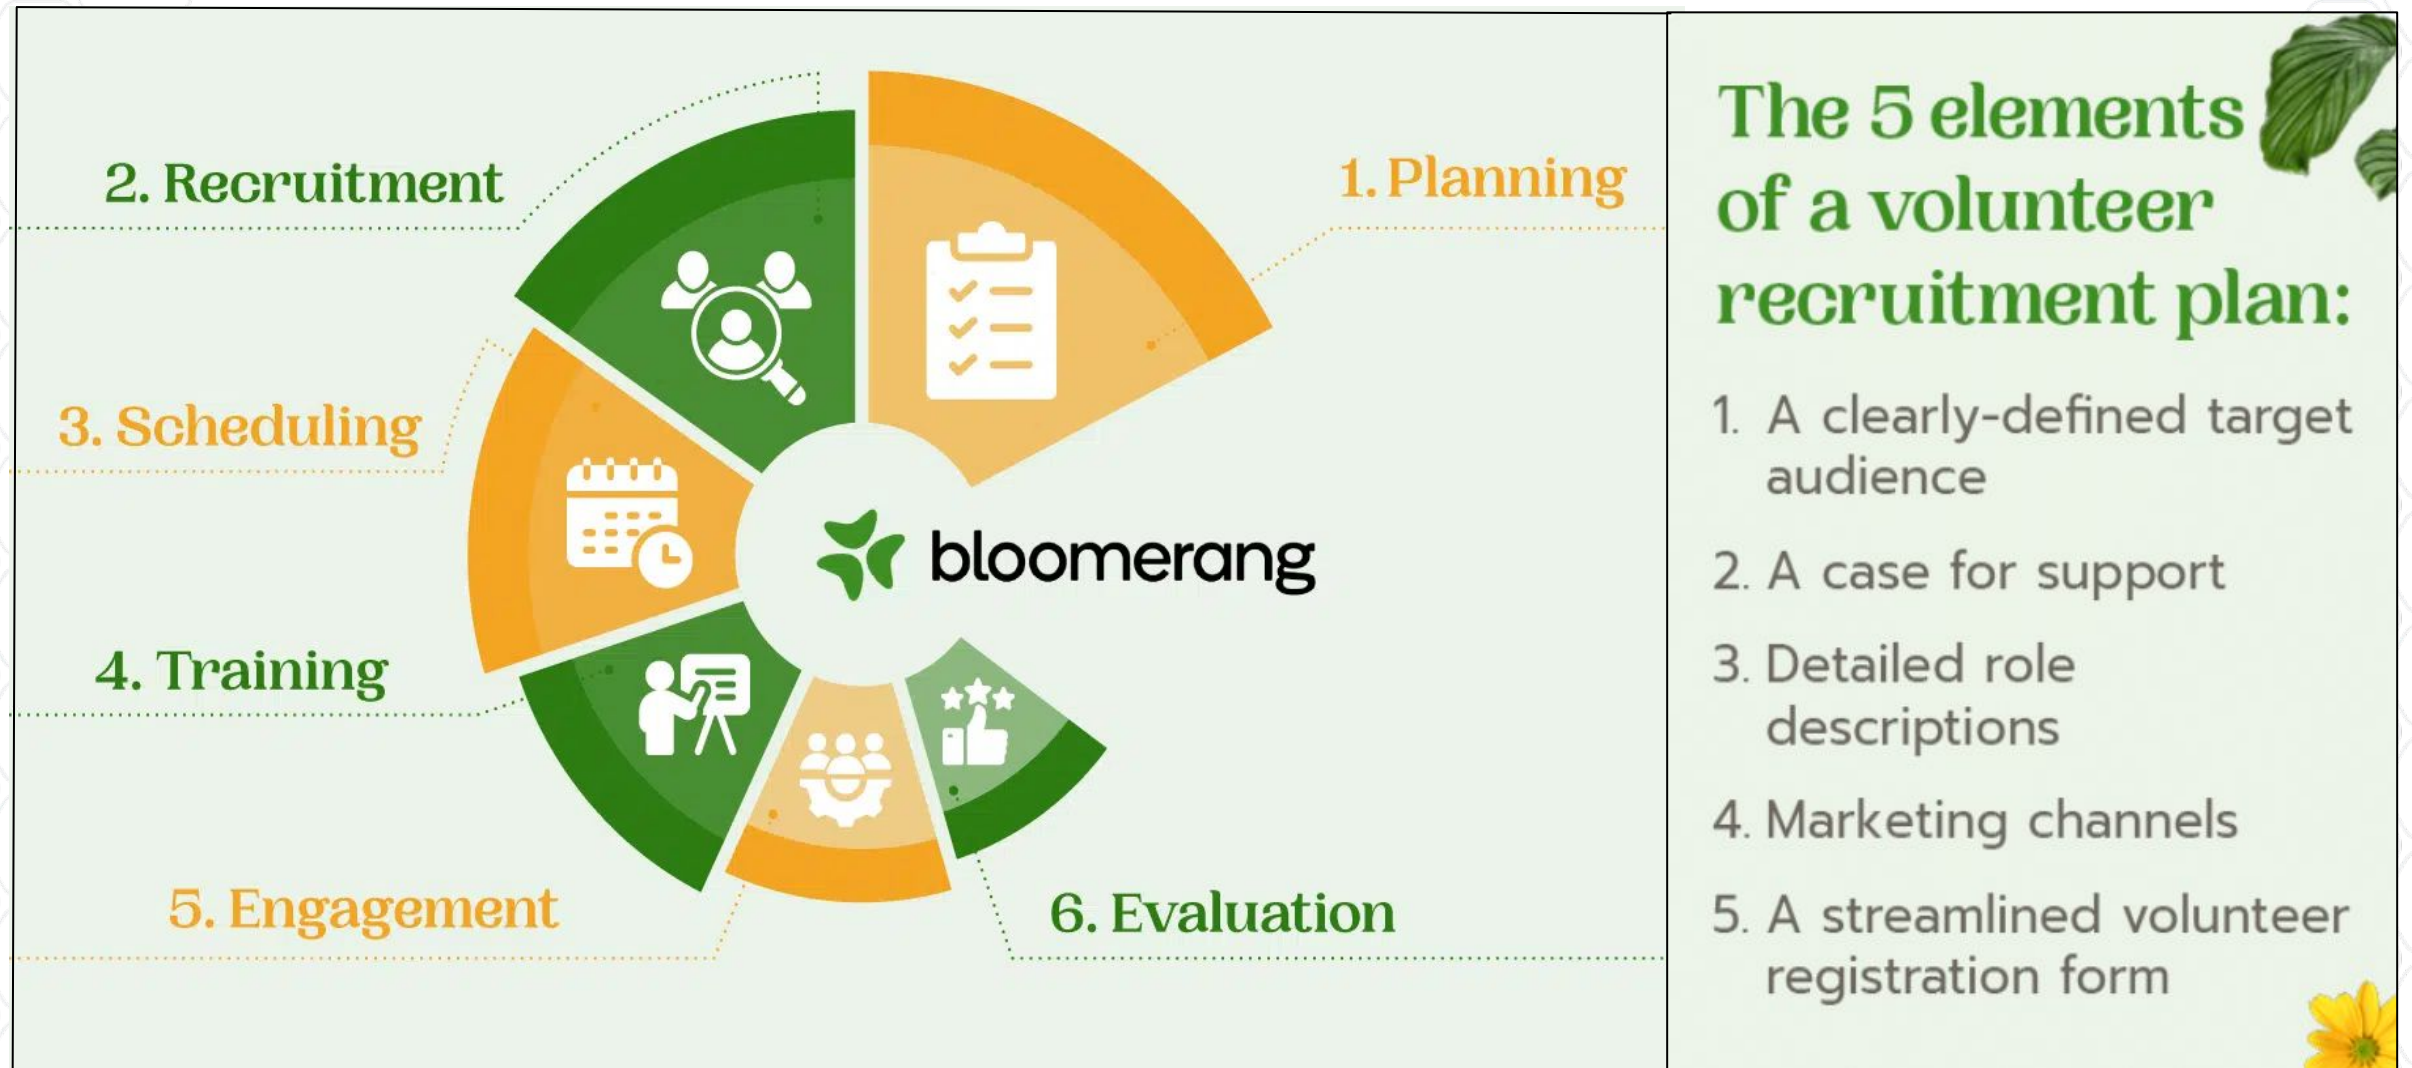 1. Planning
2. Recruitment
3. Scheduling
4. Training
5. Engagement
6. Evaluation
bloomerang
The 5 elements
of a volunteer
recruitment plan:
1. A clearly-defined target
audience
2. A case for support
3. Detailed role
descriptions
4. Marketing channels
5. A streamlined volunteer
registration form